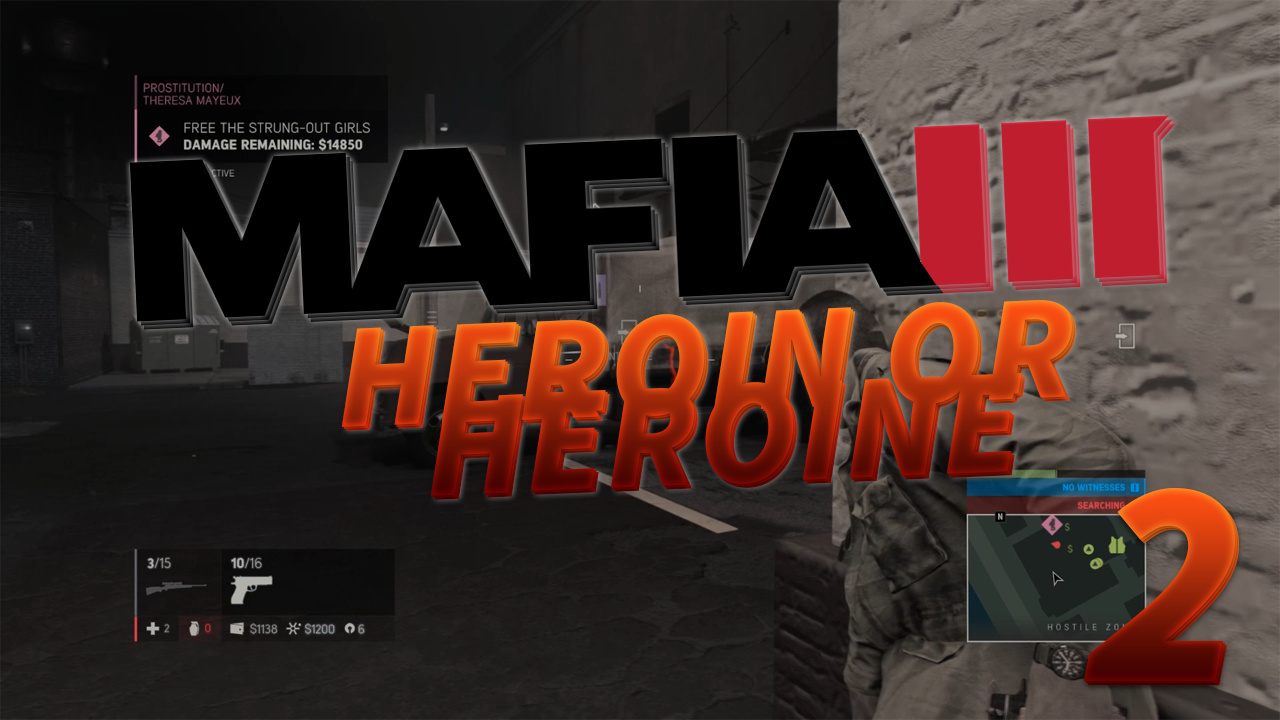 PROSTITUTION/
THERESA MAYEUX
FREE THE STRUNG-OUT GIRLS
DAMAGE REMAINING: $14850
MAFIA III
HEROIN OR
HEROINE
2
NO WITNESSES
SEARCHING
N
S
S
HOSTILE
3/15
10/16
2
0
$1138
$1200
6